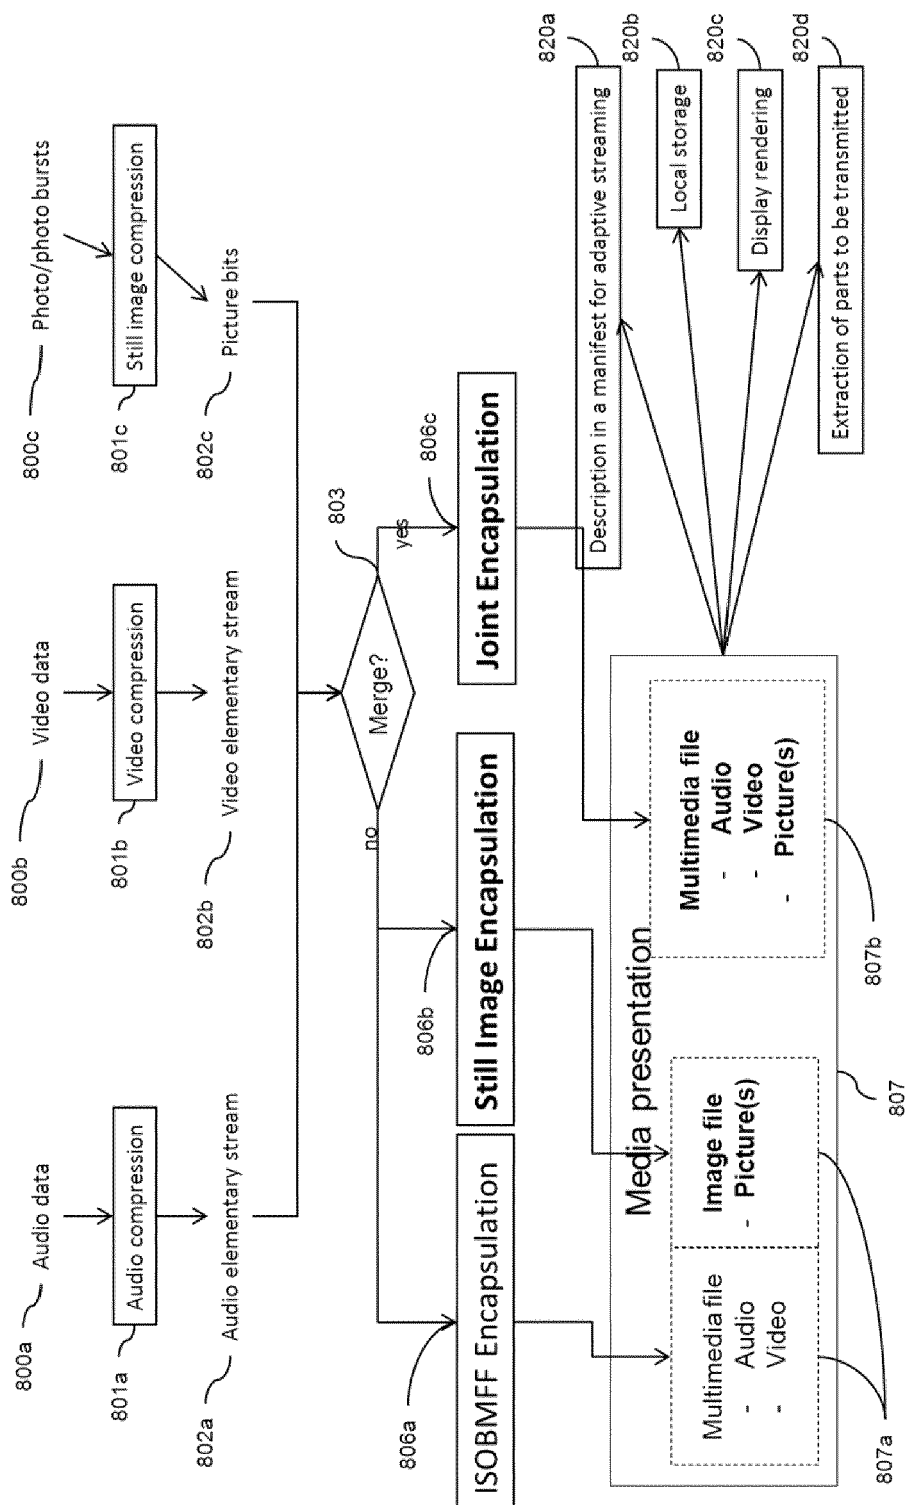 800a
Audio data
800b
Video data
800c
Photo/photo bursts
801a
Audio compression
801b
Video compression
801c
Still image compression
802a
Audio elementary stream
802b
Video elementary stream
802c
Picture bits
803
Merge?
no
yes
806a
806b
806c
ISOBMFF Encapsulation
Still Image Encapsulation
Joint Encapsulation
Media presentation
Multimedia file
- Audio
- Video
Image file
- Picture(s)
Multimedia file
- Audio
- Video
- Picture(s)
807a
807
807b
Description in a manifest for adaptive streaming
820a
Local storage
820b
Display rendering
820c
Extraction of parts to be transmitted
820d